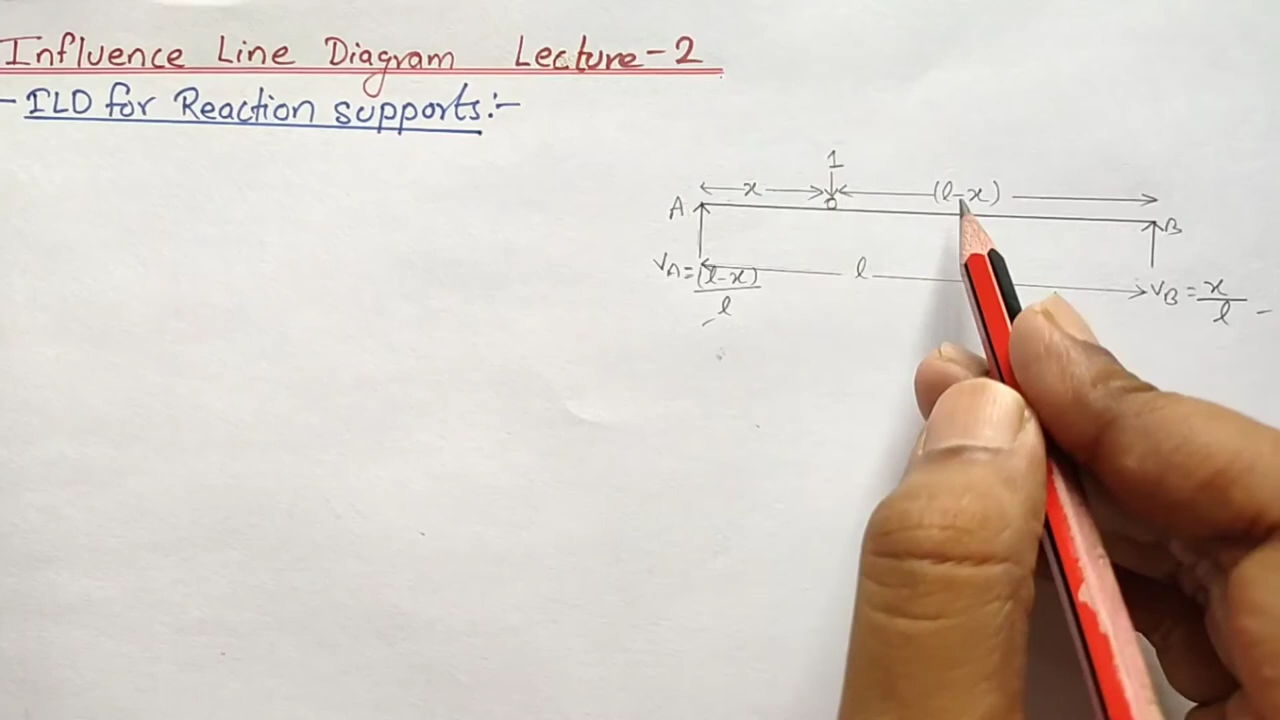 Influence Line Diagram Lecture-2
- ILD for Reaction supports:-
1
x (l-x)
A B
l
VA = (l-x)/l VB = x/l